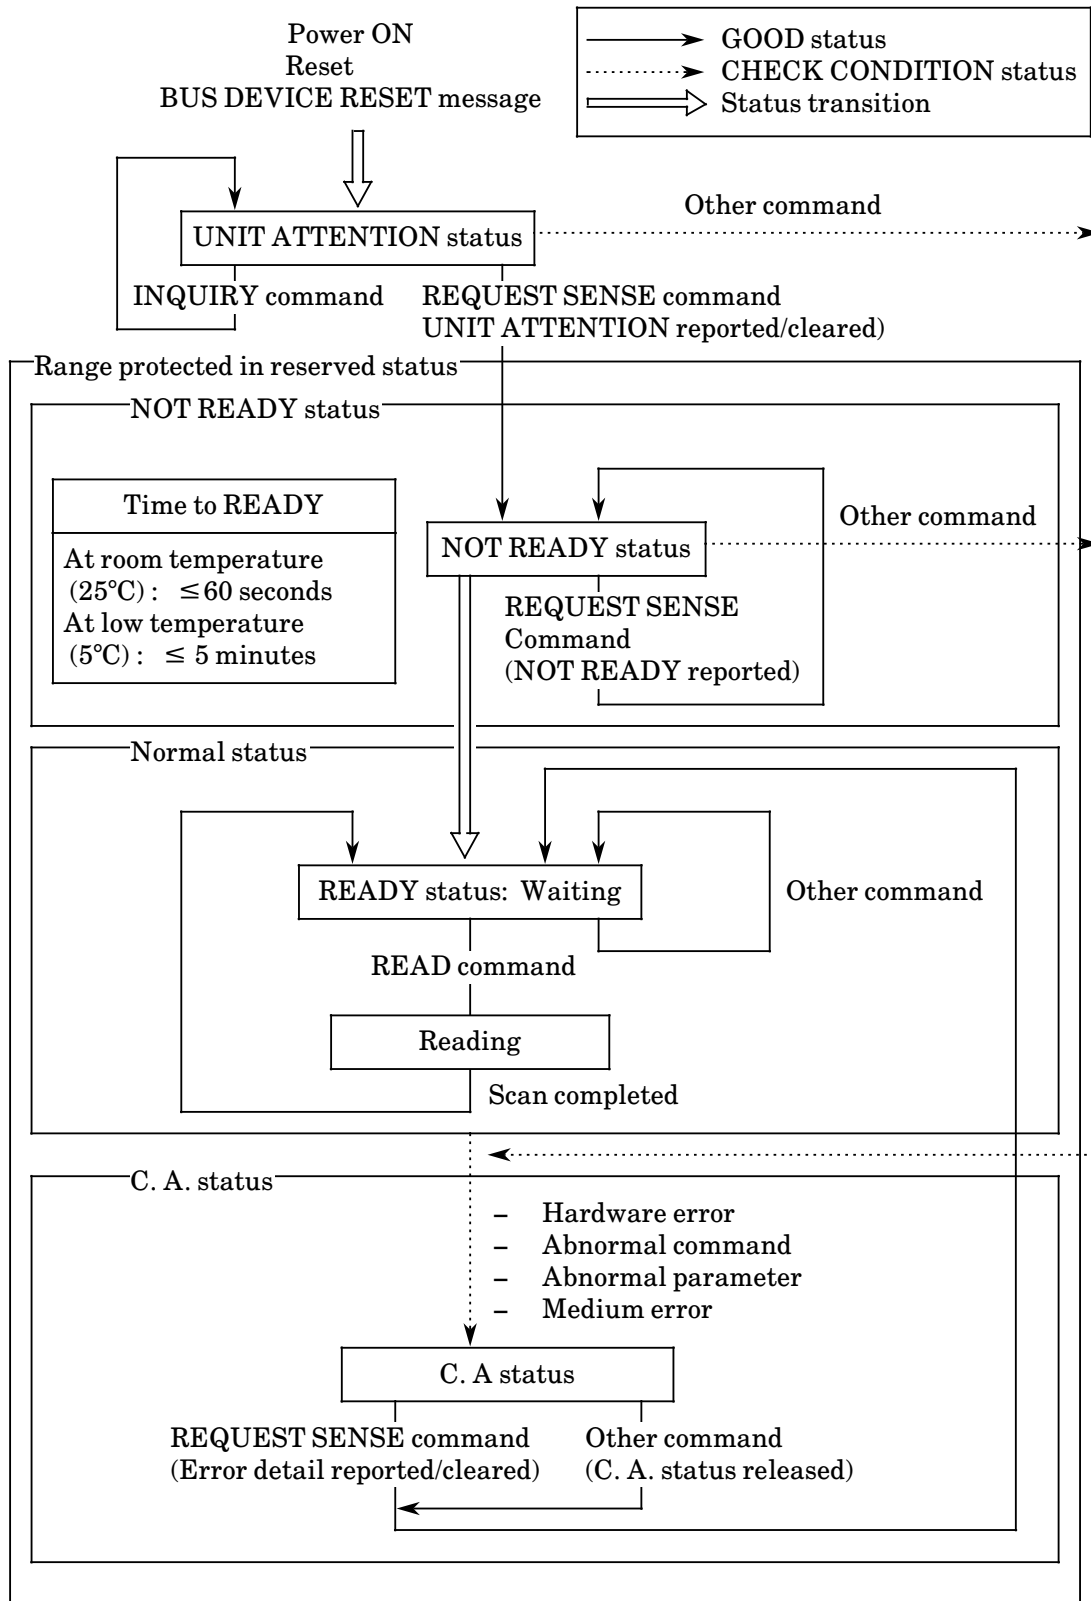 Power ON
Reset
BUS DEVICE RESET message
GOOD status
CHECK CONDITION status
Status transition
Other command
UNIT ATTENTION status
INQUIRY command
REQUEST SENSE command
UNIT ATTENTION reported/cleared)
Range protected in reserved status
NOT READY status
Time to READY
At room temperature
(25°C) : ≤60 seconds
At low temperature
(5°C) : ≤ 5 minutes
Other command
NOT READY status
REQUEST SENSE
Command
(NOT READY reported)
Normal status
READY status: Waiting
Other command
READ command
Reading
Scan completed
C. A. status
– Hardware error
– Abnormal command
– Abnormal parameter
– Medium error
C. A status
REQUEST SENSE command
(Error detail reported/cleared)
Other command
(C. A. status released)